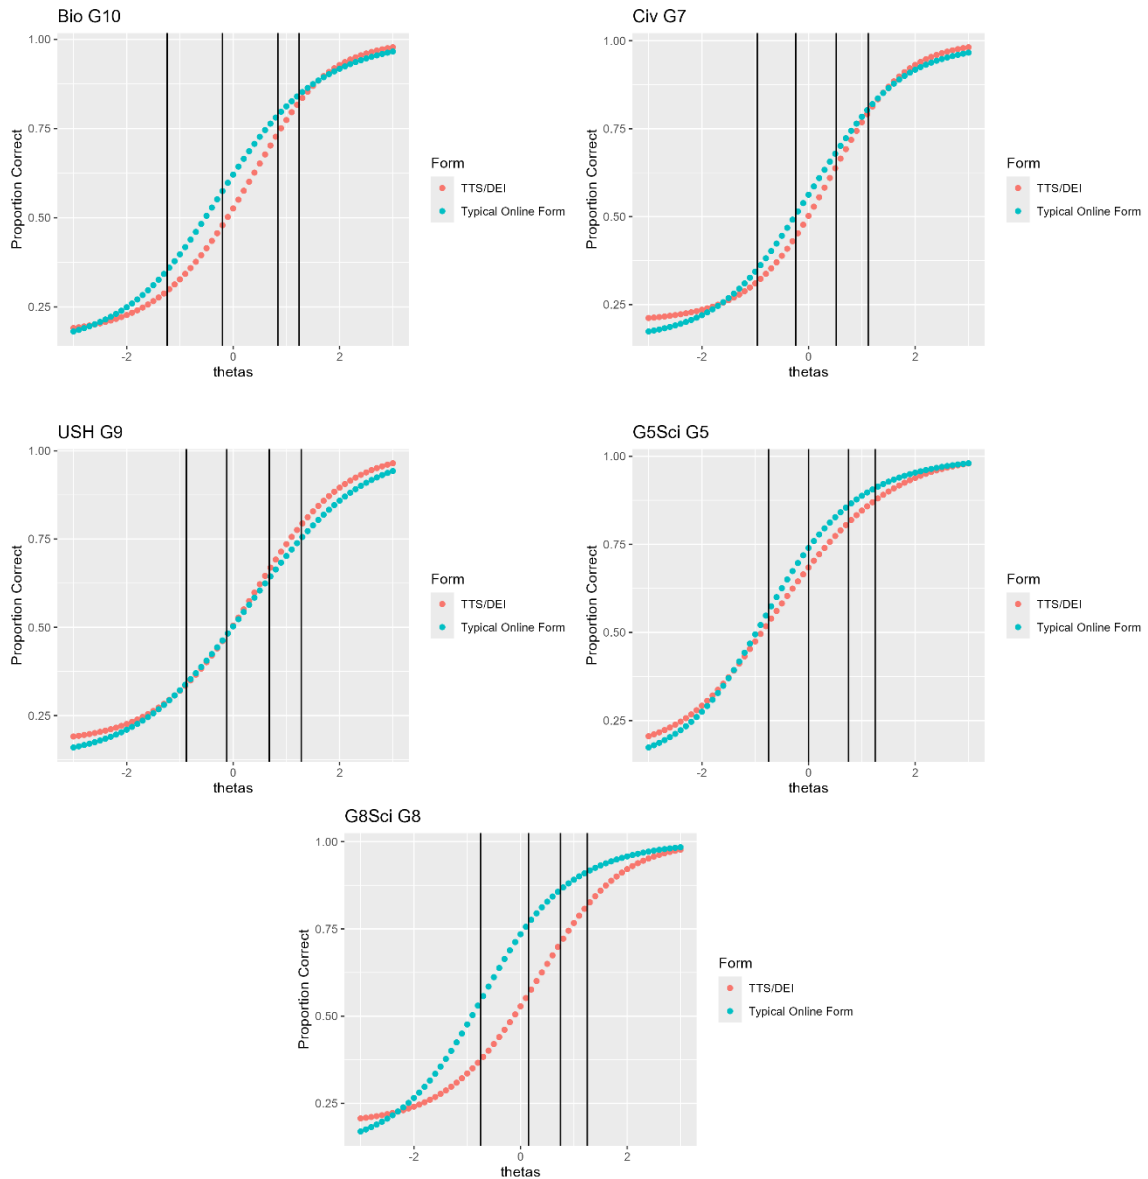 Bio G10
Proportion Correct
1.00
0.75
0.50
0.25
-2
0
2
thetas
Form
TTS/DEI
Typical Online Form
Civ G7
Proportion Correct
1.00
0.75
0.50
0.25
-2
0
2
thetas
Form
TTS/DEI
Typical Online Form
USH G9
Proportion Correct
1.00
0.75
0.50
0.25
-2
0
2
thetas
Form
TTS/DEI
Typical Online Form
G5Sci G5
Proportion Correct
1.00
0.75
0.50
0.25
-2
0
2
thetas
Form
TTS/DEI
Typical Online Form
G8Sci G8
Proportion Correct
1.00
0.75
0.50
0.25
-2
0
2
thetas
Form
TTS/DEI
Typical Online Form